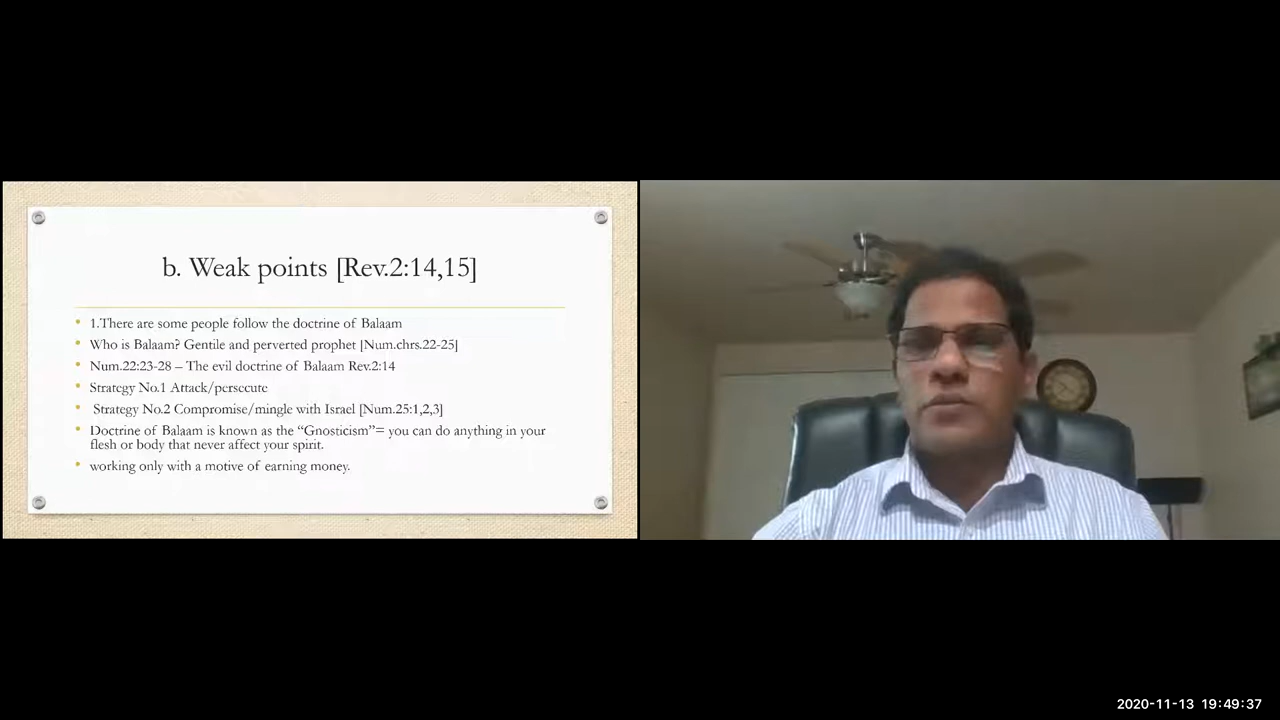 b. Weak points [Rev.2:14,15]
1.There are some people follow the doctrine of Balaam
Who is Balaam? Gentile and perverted prophet [Num.chrs.22-25]
Num.22:23-28 – The evil doctrine of Balaam Rev.2:14
Strategy No.1 Attack/persecute
Strategy No.2 Compromise/mingle with Israel [Num.25:1,2,3]
Doctrine of Balaam is known as the “Gnosticism”= you can do anything in your
flesh or body that never affect your spirit.
working only with a motive of earning money.
2020-11-13 19:49:37